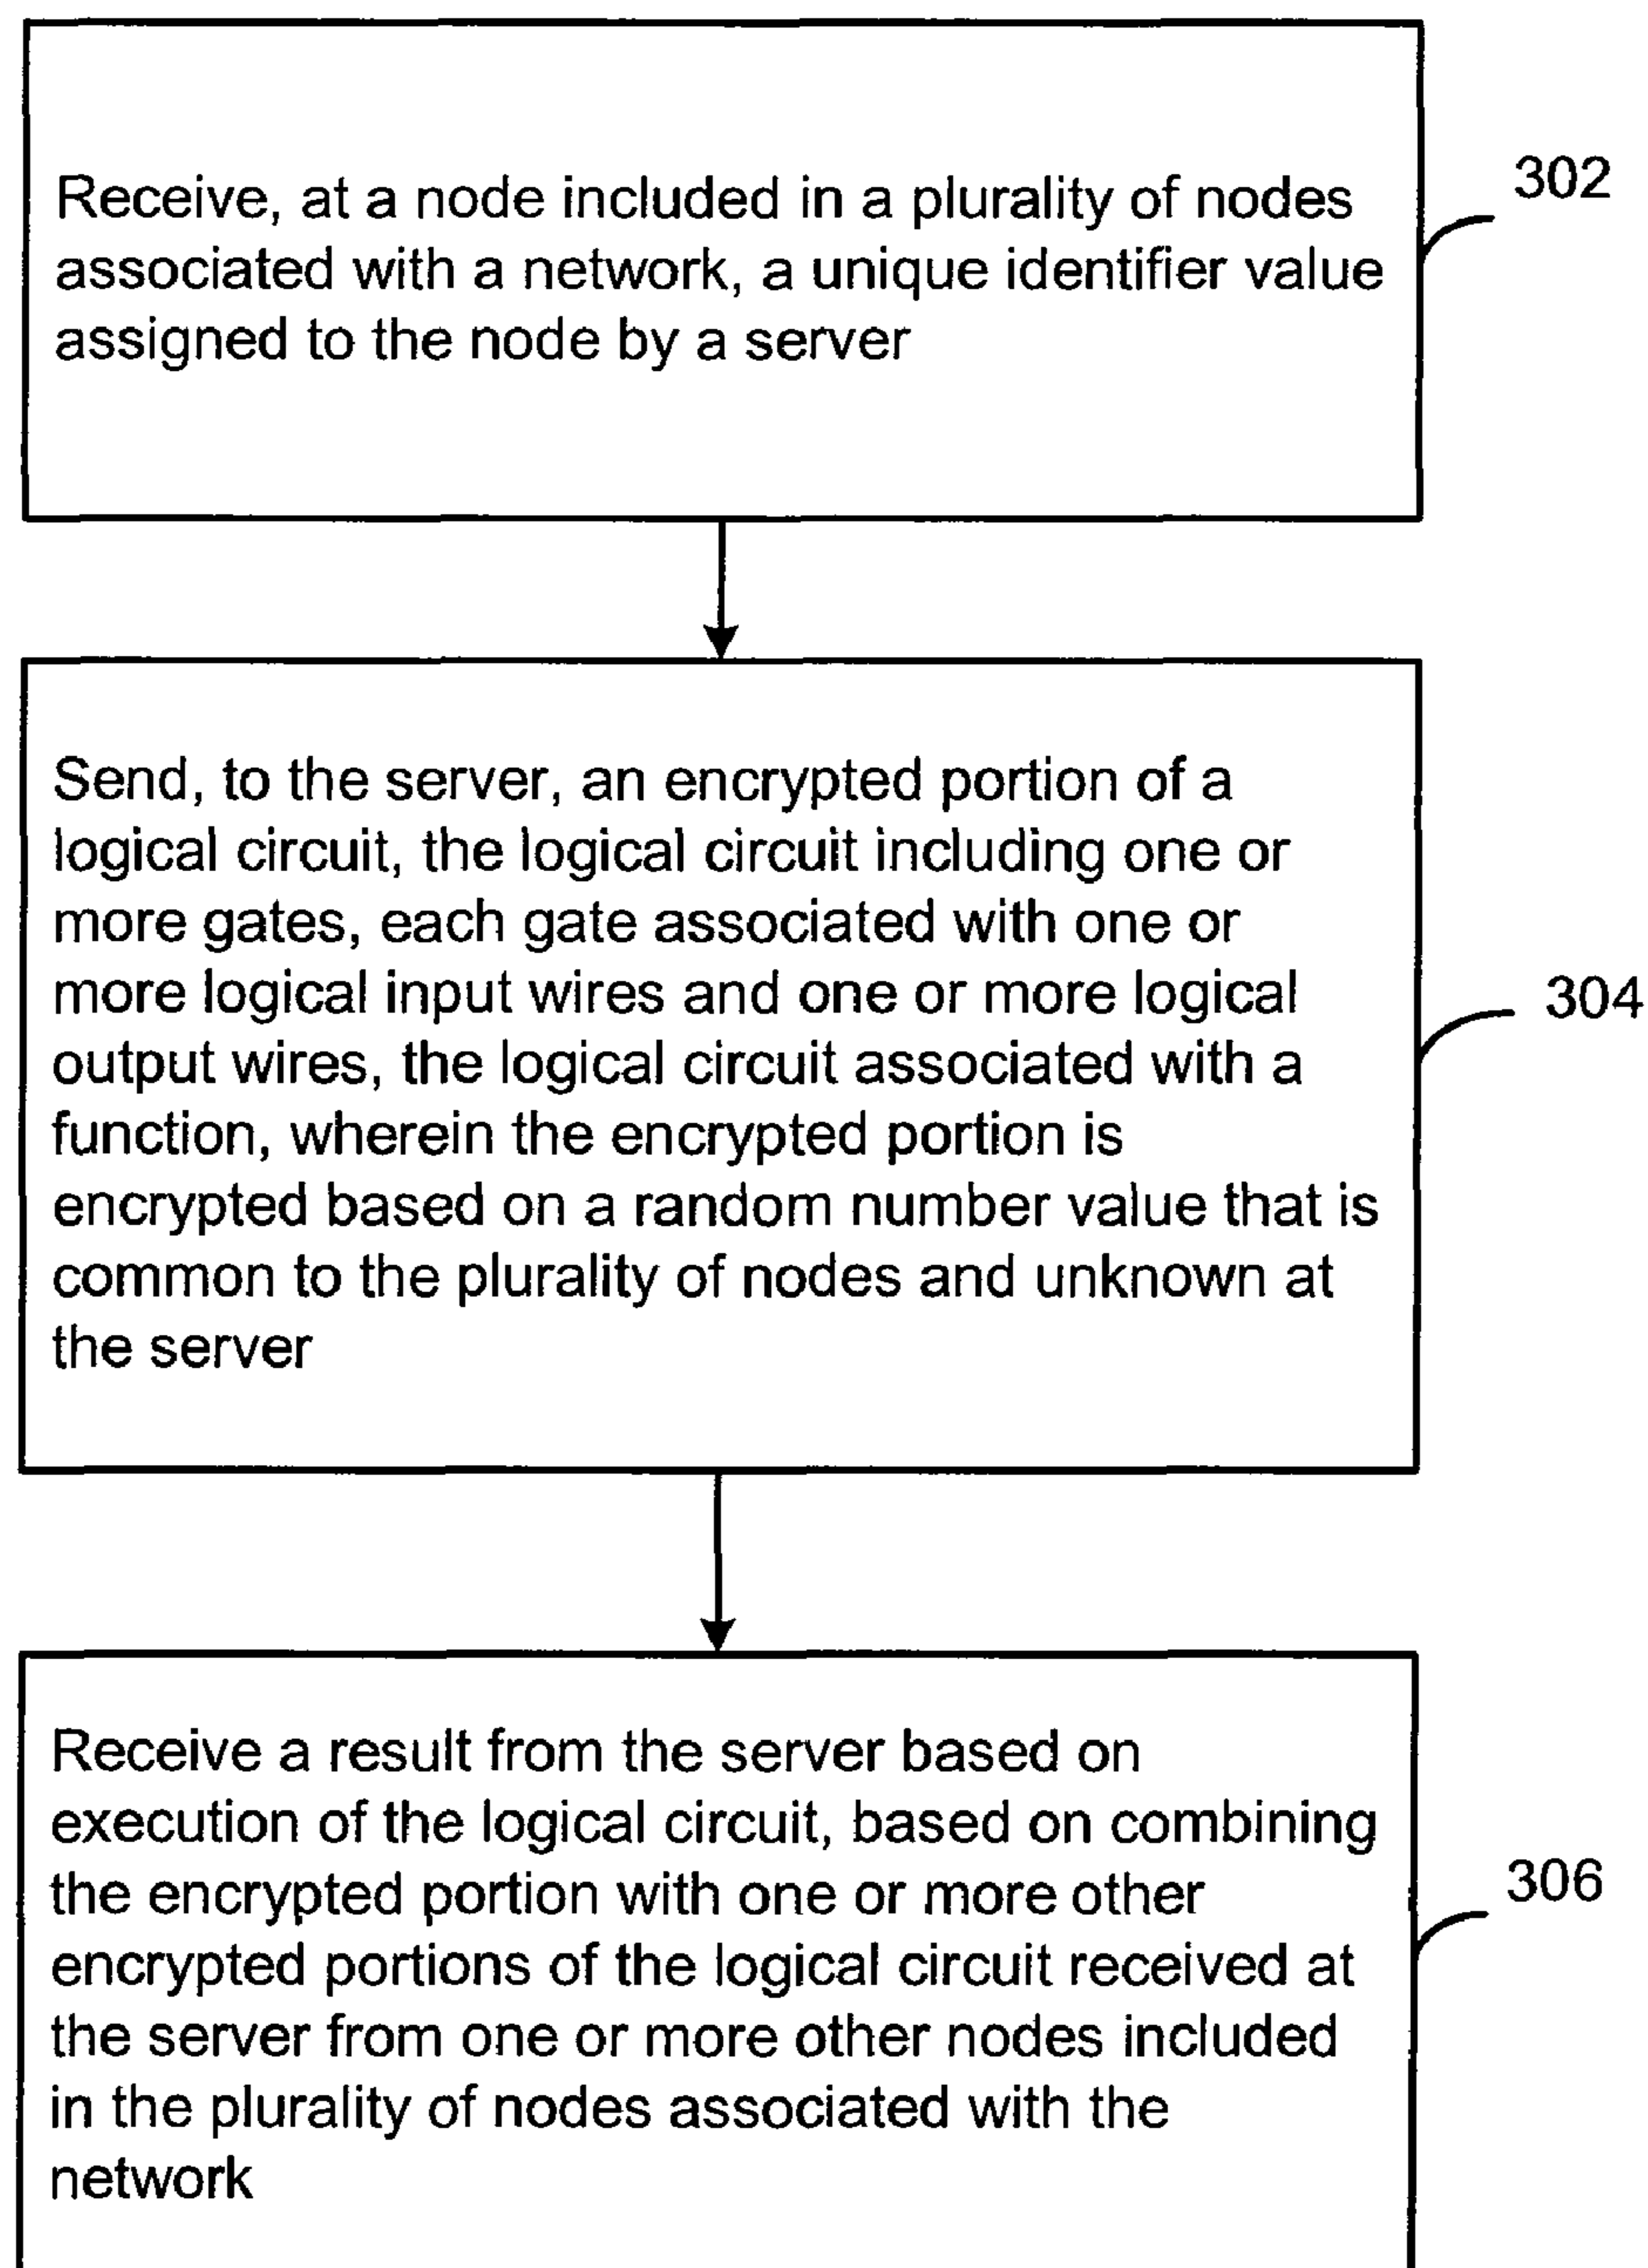 Receive, at a node included in a plurality of nodes
associated with a network, a unique identifier value
assigned to the node by a server
302
Send, to the server, an encrypted portion of a
logical circuit, the logical circuit including one or
more gates, each gate associated with one or
more logical input wires and one or more logical
output wires, the logical circuit associated with a
function, wherein the encrypted portion is
encrypted based on a random number value that is
common to the plurality of nodes and unknown at
the server
304
Receive a result from the server based on
execution of the logical circuit, based on combining
the encrypted portion with one or more other
encrypted portions of the logical circuit received at
the server from one or more other nodes included
in the plurality of nodes associated with the
network
306